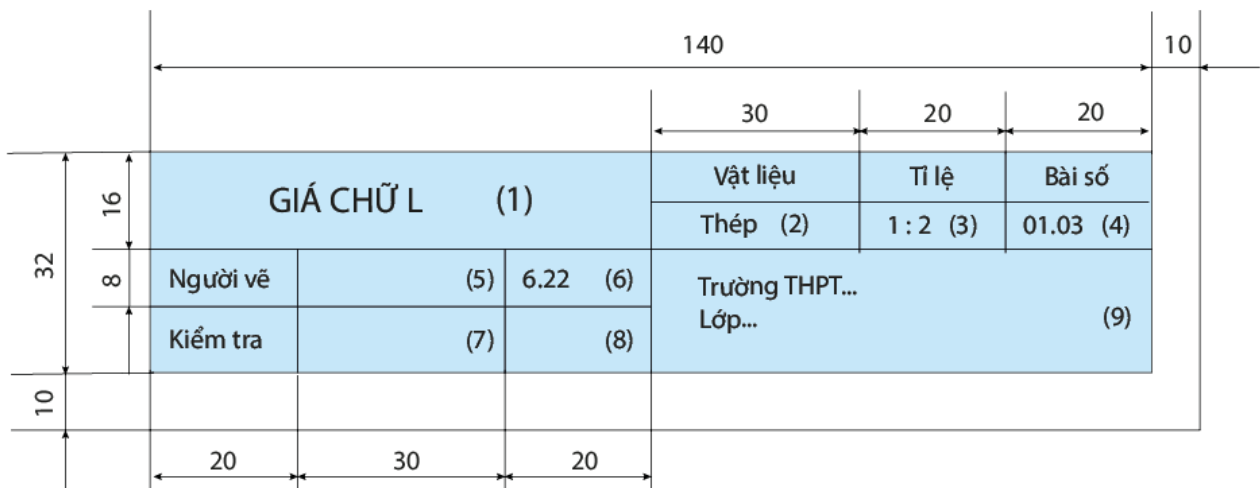 140
10
30
20
20
GIÁ CHỮ L (1)
Vật liệu
Tỉ lệ
Bài số
Thép (2)
1 : 2 (3)
01.03 (4)
16
32
8
Người vẽ
(5)
6.22 (6)
Trường THPT...
Lớp...
(9)
Kiểm tra
(7)
(8)
10
20
30
20